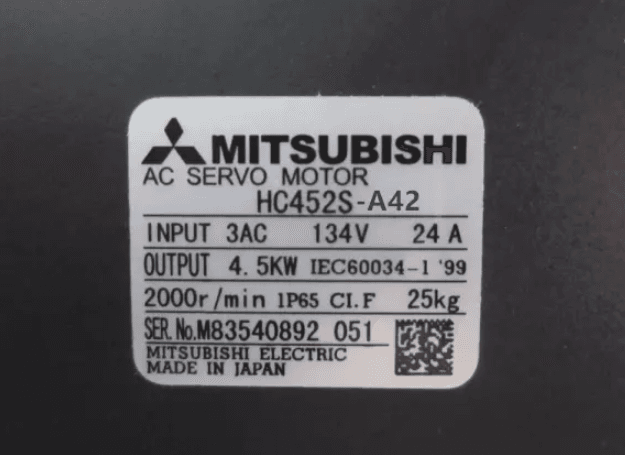 MITSUBISHI
AC SERVO MOTOR
HC452S-A42
INPUT 3AC 134V 24 A
OUTPUT 4.5KW IEC60034-1 '99
2000r/min IP65 CI.F 25kg
SER.No.M83540892 051
MITSUBISHI ELECTRIC
MADE IN JAPAN